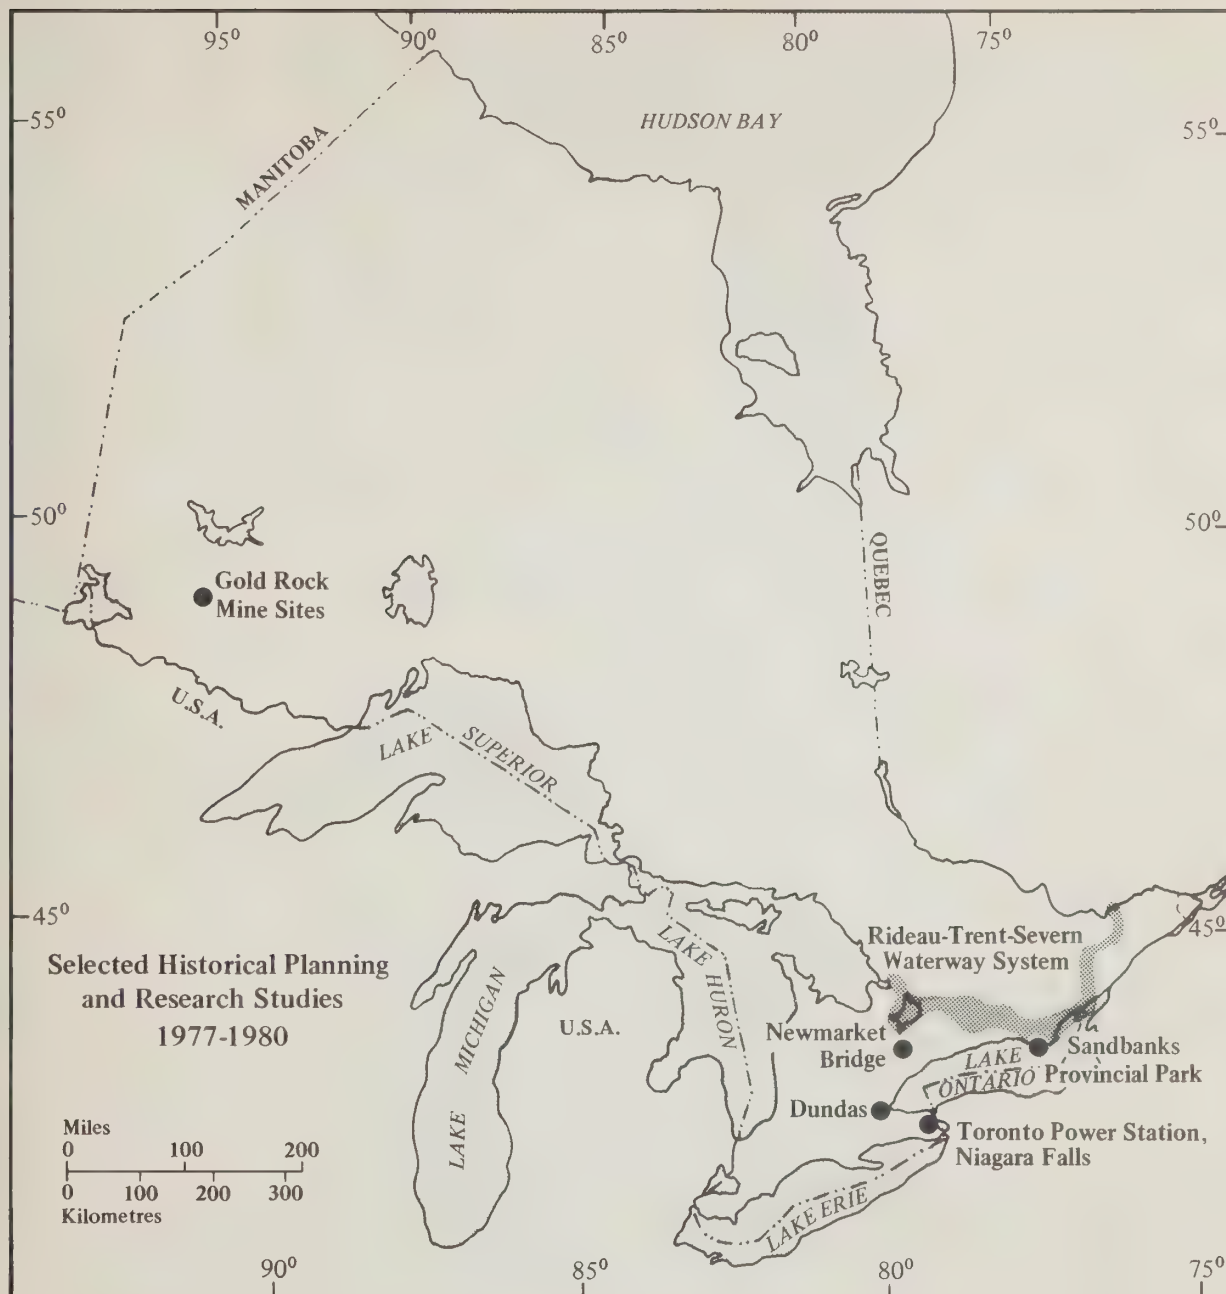 95⁰
90⁰
85⁰
80⁰
75⁰
55⁰
HUDSON BAY
55⁰
MANITOBA
50⁰
50⁰
QUEBEC
Gold Rock
Mine Sites
U.S.A.
LAKE SUPERIOR
45⁰
45⁰
Rideau-Trent-Severn
Waterway System
Selected Historical Planning
and Research Studies
1977-1980
LAKE MICHIGAN
U.S.A.
LAKE HURON
Newmarket
Bridge
LAKE
ONTARIO
Sandbanks
Provincial Park
Dundas
Toronto Power Station,
Niagara Falls
LAKE ERIE
Miles
0 100 200
0 100 200 300
Kilometres
90⁰
85⁰
80⁰
75⁰